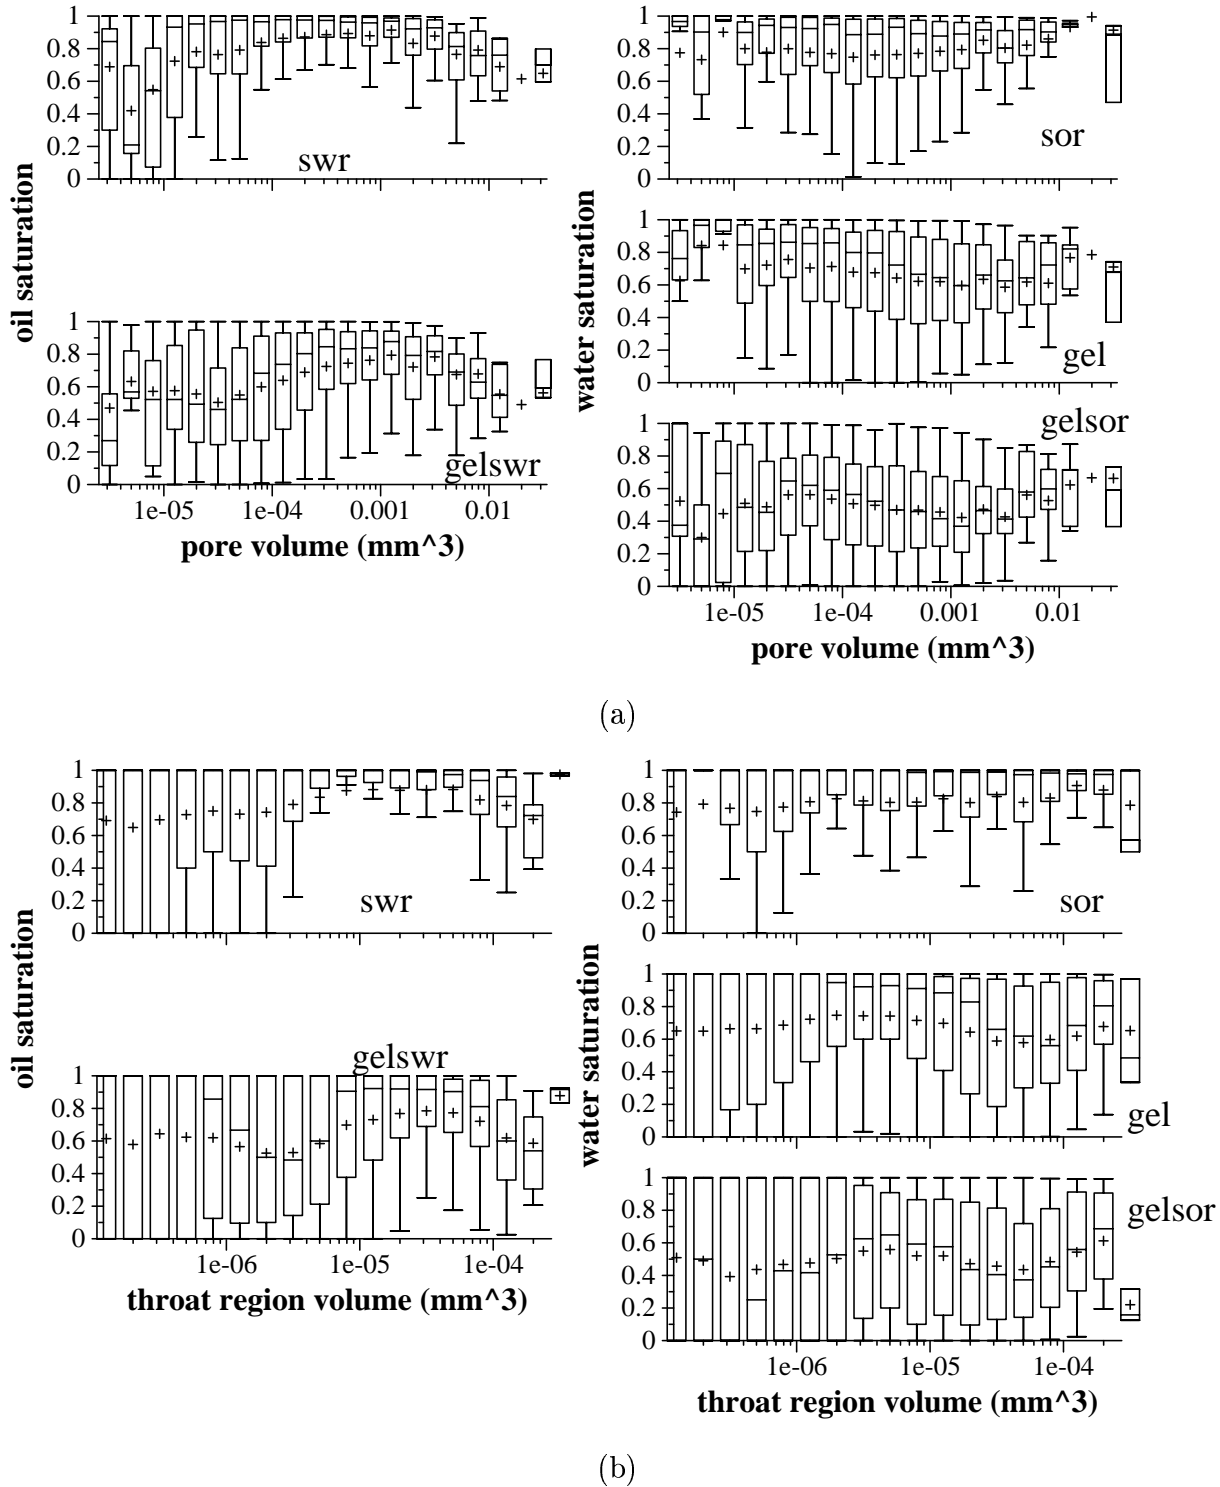 1
0.8
0.6
0.4
0.2
0
swr
oil saturation
1
0.8
0.6
0.4
0.2
0
gelswr
1e-05 1e-04 0.001 0.01
pore volume (mm^3)
1
0.8
0.6
0.4
0.2
0
sor
water saturation
1
0.8
0.6
0.4
0.2
0
gel
gelsor
1
0.8
0.6
0.4
0.2
0
1e-05 1e-04 0.001 0.01
pore volume (mm^3)
(a)
1
0.8
0.6
0.4
0.2
0
swr
oil saturation
gelswr
1
0.8
0.6
0.4
0.2
0
1e-06 1e-05 1e-04
throat region volume (mm^3)
1
0.8
0.6
0.4
0.2
0
sor
water saturation
1
0.8
0.6
0.4
0.2
0
gel
1
0.8
0.6
0.4
0.2
0
gelsor
1e-06 1e-05 1e-04
throat region volume (mm^3)
(b)